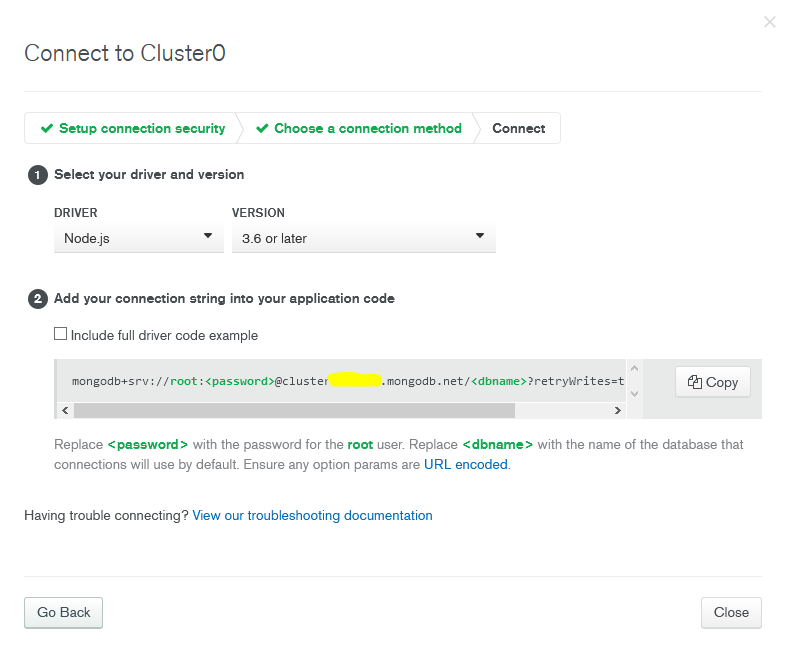 Connect to Cluster0
Setup connection security
Choose a connection method
Connect
1 Select your driver and version
DRIVER
VERSION
Node.js
3.6 or later
2 Add your connection string into your application code
Include full driver code example
mongodb+srv://root:<password>@cluster .mongodb.net/<dbname>?retryWrites=t
Copy
Replace <password> with the password for the root user. Replace <dbname> with the name of the database that
connections will use by default. Ensure any option params are URL encoded.
Having trouble connecting? View our troubleshooting documentation
Go Back
Close